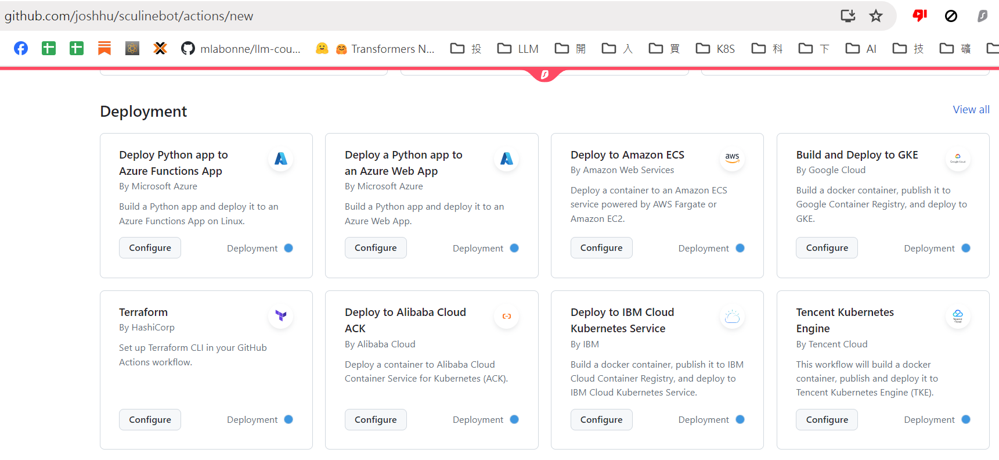 github.com/joshhu/sculinebot/actions/new
mlabonne/llm-cou... Transformers N... 投 LLM 開 入 買 K8S 科 下 AI 技 礦
Deployment View all
Deploy Python app to
Azure Functions App
By Microsoft Azure
Build a Python app and deploy it to an
Azure Functions App on Linux.
Configure Deployment
Deploy a Python app to
an Azure Web App
By Microsoft Azure
Build a Python app and deploy it to an
Azure Web App.
Configure Deployment
Deploy to Amazon ECS
By Amazon Web Services
Deploy a container to an Amazon ECS
service powered by AWS Fargate or
Amazon EC2.
Configure Deployment
aws
Build and Deploy to GKE
By Google Cloud
Build a docker container, publish it to
Google Container Registry, and deploy to
GKE.
Configure Deployment
Google Cloud
Terraform
By HashiCorp
Set up Terraform CLI in your GitHub
Actions workflow.
Configure Deployment
Deploy to Alibaba Cloud
ACK
By Alibaba Cloud
Deploy a container to Alibaba Cloud
Container Service for Kubernetes (ACK).
Configure Deployment
Deploy to IBM Cloud
Kubernetes Service
By IBM
Build a docker container, publish it to IBM
Cloud Container Registry, and deploy to
IBM Cloud Kubernetes Service.
Configure Deployment
Tencent Kubernetes
Engine
By Tencent Cloud
This workflow will build a docker
container, publish and deploy it to
Tencent Kubernetes Engine (TKE).
Configure Deployment
Tencent
Cloud